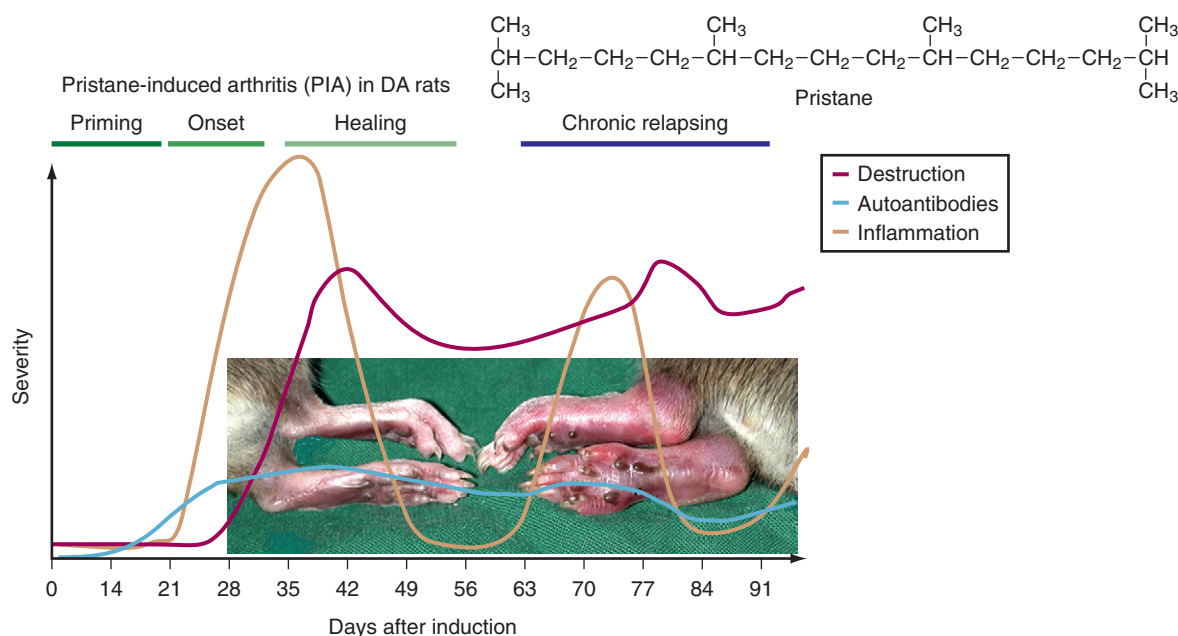 CH3 CH3 CH3 CH3
CH–CH2–CH2–CH2–CH–CH2–CH2–CH2–CH–CH2–CH2–CH2–CH
CH3 CH3
Pristane
Pristane-induced arthritis (PIA) in DA rats
Priming Onset Healing Chronic relapsing
Destruction
Autoantibodies
Inflammation
Severity
0 14 21 28 35 42 49 56 63 70 77 84 91
Days after induction